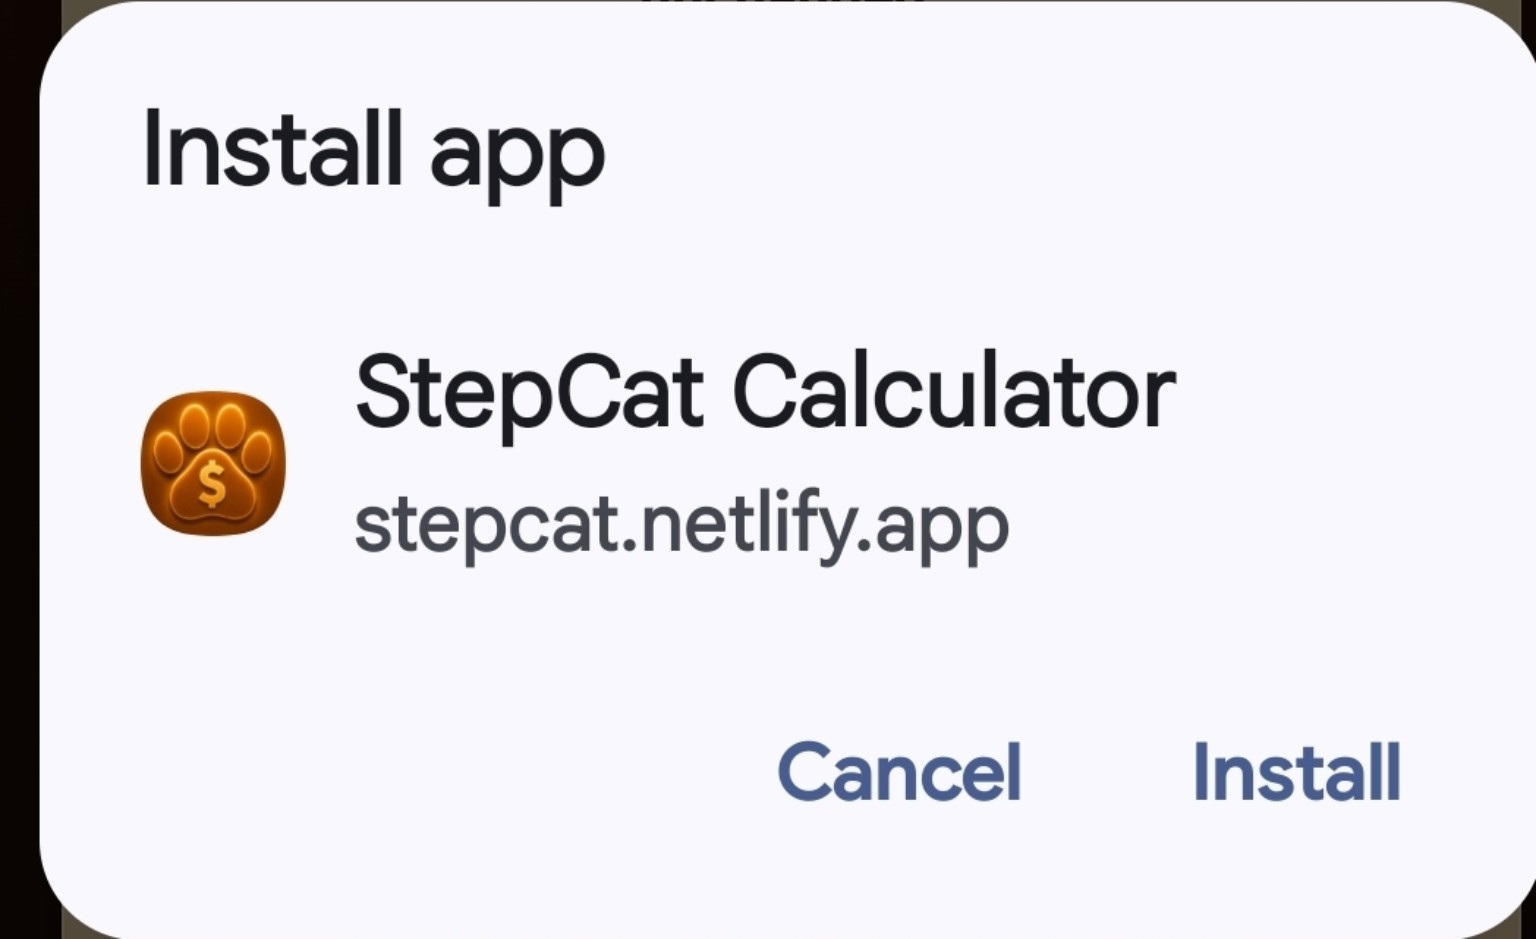 Install app
StepCat Calculator
$
stepcat.netlify.app
Cancel Install